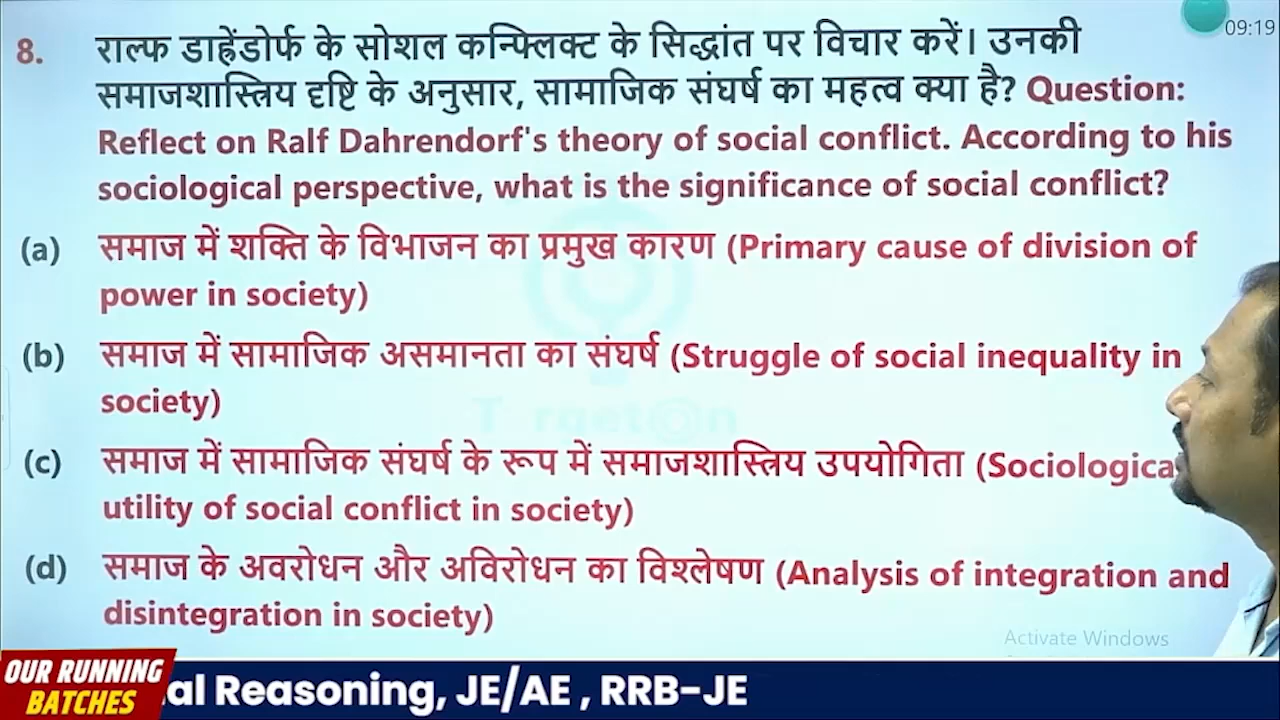 09:19
8. राल्फ डाह्रेंडोर्फ के सोशल कन्फ्लिक्ट के सिद्धांत पर विचार करें। उनकी
समाजशास्त्रिय दृष्टि के अनुसार, सामाजिक संघर्ष का महत्व क्या है? Question:
Reflect on Ralf Dahrendorf's theory of social conflict. According to his
sociological perspective, what is the significance of social conflict?
(a) समाज में शक्ति के विभाजन का प्रमुख कारण (Primary cause of division of
power in society)
(b) समाज में सामाजिक असमानता का संघर्ष (Struggle of social inequality in
society)
(c) समाज में सामाजिक संघर्ष के रूप में समाजशास्त्रिय उपयोगिता (Sociologica
utility of social conflict in society)
(d) समाज के अवरोधन और अविरोधन का विश्लेषण (Analysis of integration and
disintegration in society)
Activate Windows
OUR RUNNING
BATCHES
al Reasoning, JE/AE , RRB-JE